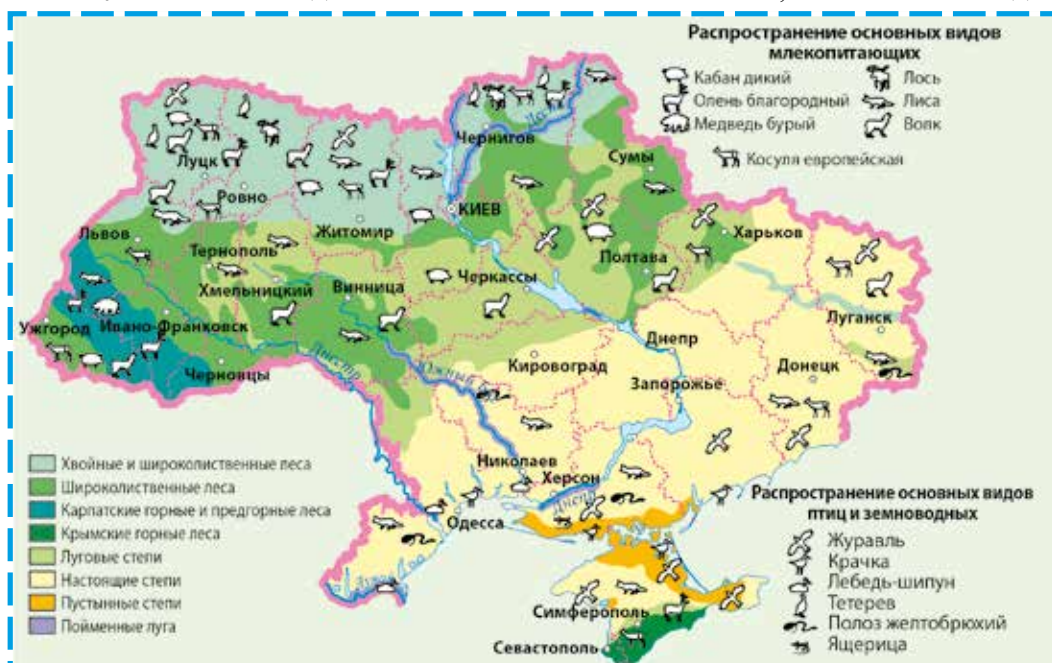 Распространение основных видов
млекопитающих
Кабан дикий
Лось
Олень благородный
Лиса
Медведь бурый
Волк
Косуля европейская
Чернигов
Сумы
Луцк
Ровно
КИЕВ
Житомир
Львов
Тернополь
Харьков
Полтава
Хмельницкий
Винница
Черкассы
Луганск
Ужгород
Ивано-Франковск
Днепр
Кировоград
Донецк
Черновцы
Днестр
Южный
Запорожье
Николаев
Херсон
Днепр
Одесса
Симферополь
Севастополь
Хвойные и широколиственные леса
Широколиственные леса
Карпатские горные и предгорные леса
Крымские горные леса
Луговые степи
Настоящие степи
Пустынные степи
Пойменные луга
Распространение основных видов
птиц и земноводных
Журавль
Крачка
Лебедь-шипун
Тетерев
Полоз желтобрюхий
Ящерица